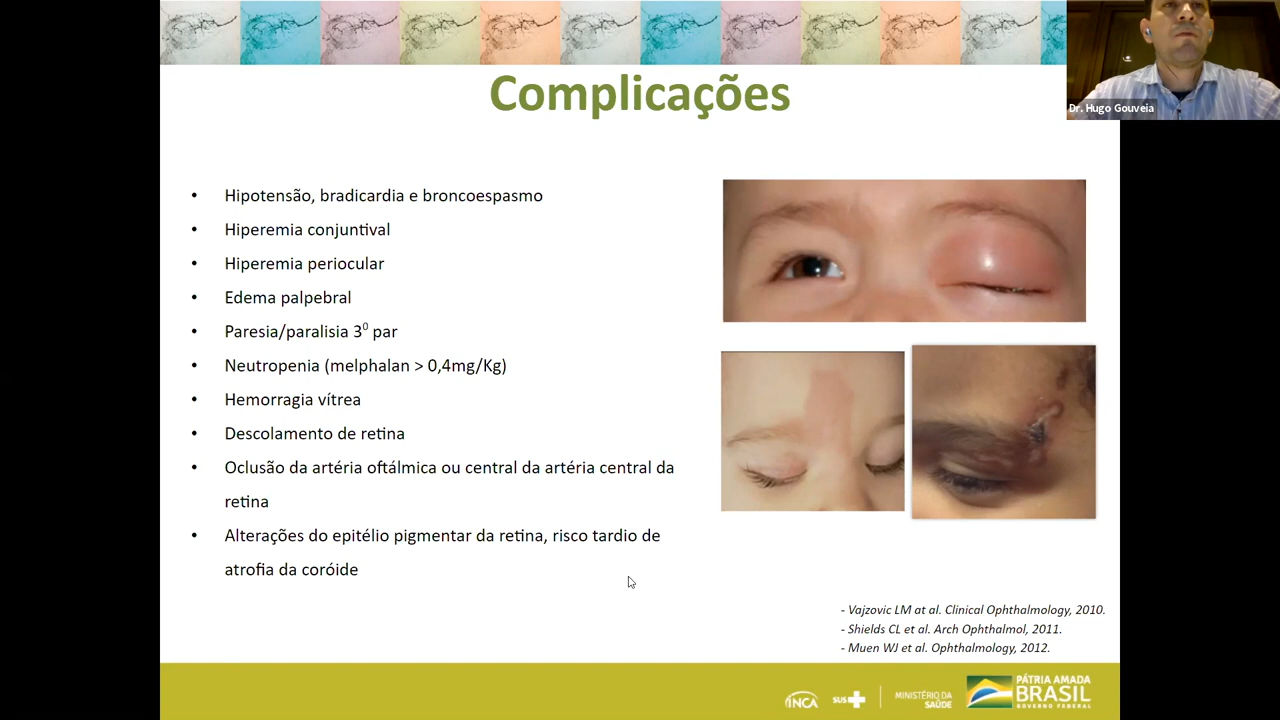 Complicações
Dr. Hugo Gouveia
• Hipotensão, bradicardia e broncoespasmo
• Hiperemia conjuntival
• Hiperemia periocular
• Edema palpebral
• Paresia/paralisia 3⁰ par
• Neutropenia (melphalan > 0,4mg/Kg)
• Hemorragia vítrea
• Descolamento de retina
• Oclusão da artéria oftálmica ou central da artéria central da
retina
• Alterações do epitélio pigmentar da retina, risco tardio de
atrofia da coróide
- Vajzovic LM at al. Clinical Ophthalmology, 2010.
- Shields CL et al. Arch Ophthalmol, 2011.
- Muen WJ et al. Ophthalmology, 2012.
INCA
SUS
MINISTÉRIO DA
SAÚDE
PÁTRIA AMADA
BRASIL
GOVERNO FEDERAL